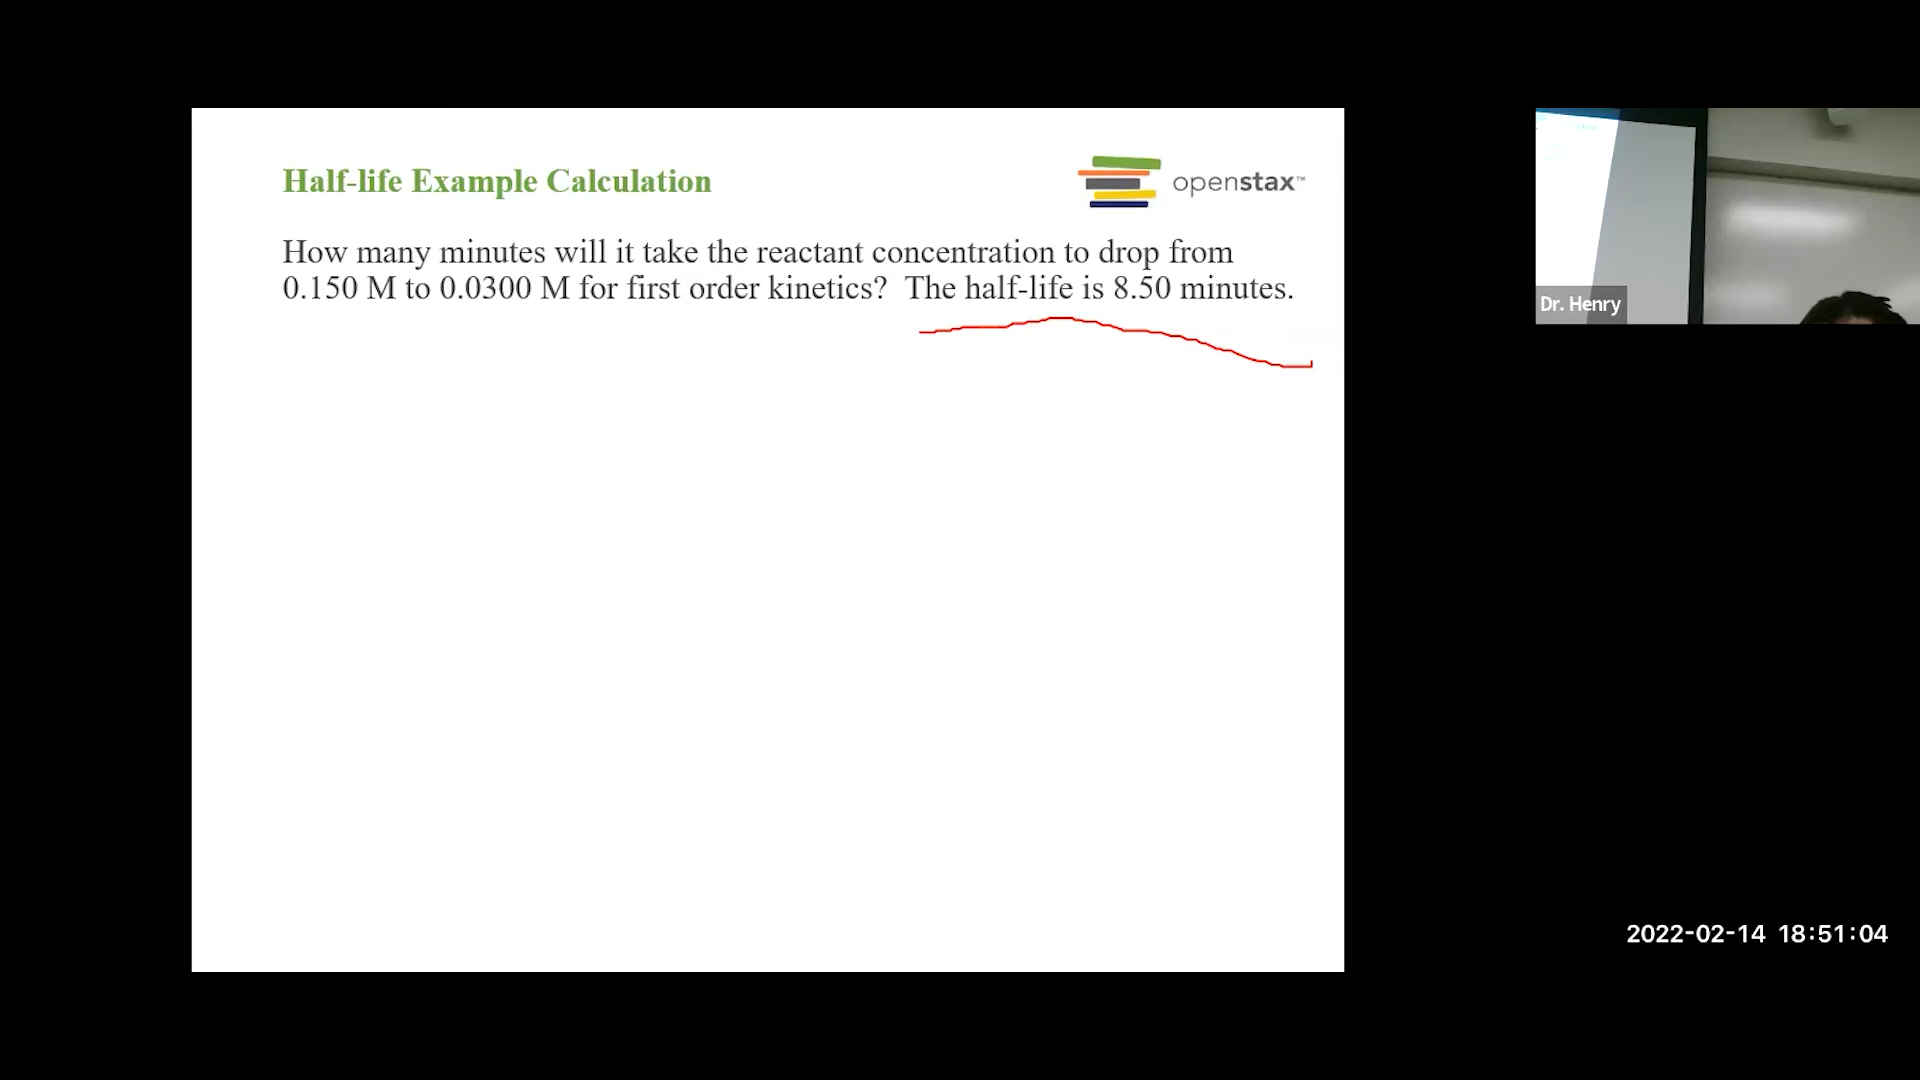 Half-life Example Calculation
openstax™
How many minutes will it take the reactant concentration to drop from
0.150 M to 0.0300 M for first order kinetics?  The half-life is 8.50 minutes.
Dr. Henry
2022-02-14 18:51:04